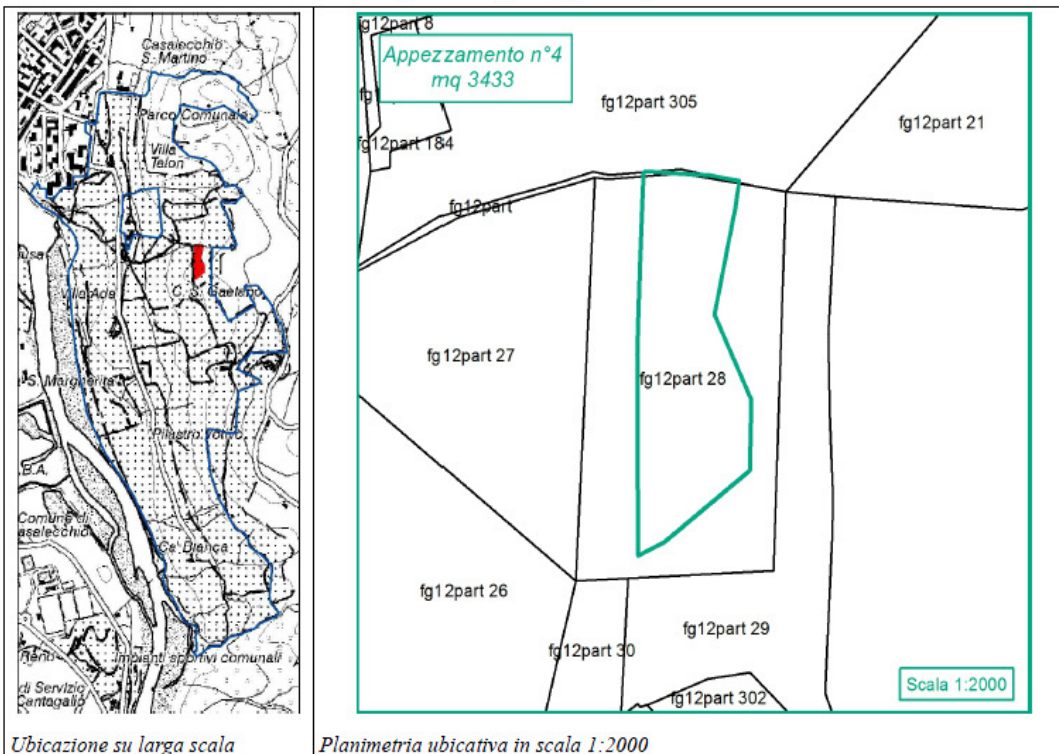 Casalecchio
S. Martino
Parco Comunale
Villa
Talon
Villa Ada
C. S. Gaetano
S. Margherita
Pilastro
B.A.
Comune di
Ca' Bianca
Reno
Impianti sportivi comunali
di Servizio
Cantagallo
Ubicazione su larga scala
fg12part 8
Appezzamento n°4
mq 3433
fg12part 305
fg12part 21
fg12part 184
fg12part
fg12part 27
fg12part 28
fg12part 26
fg12part 29
fg12part 30
fg12part 302
Scala 1:2000
Planimetria ubicativa in scala 1:2000